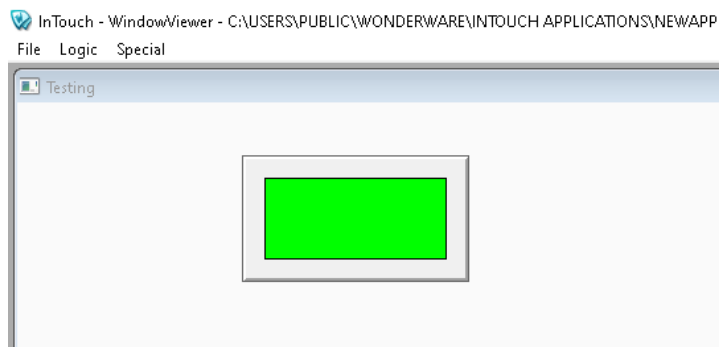 InTouch - WindowViewer - C:\USERS\PUBLIC\WONDERWARE\INTOUCH APPLICATIONS\NEWAPP
File Logic Special
Testing